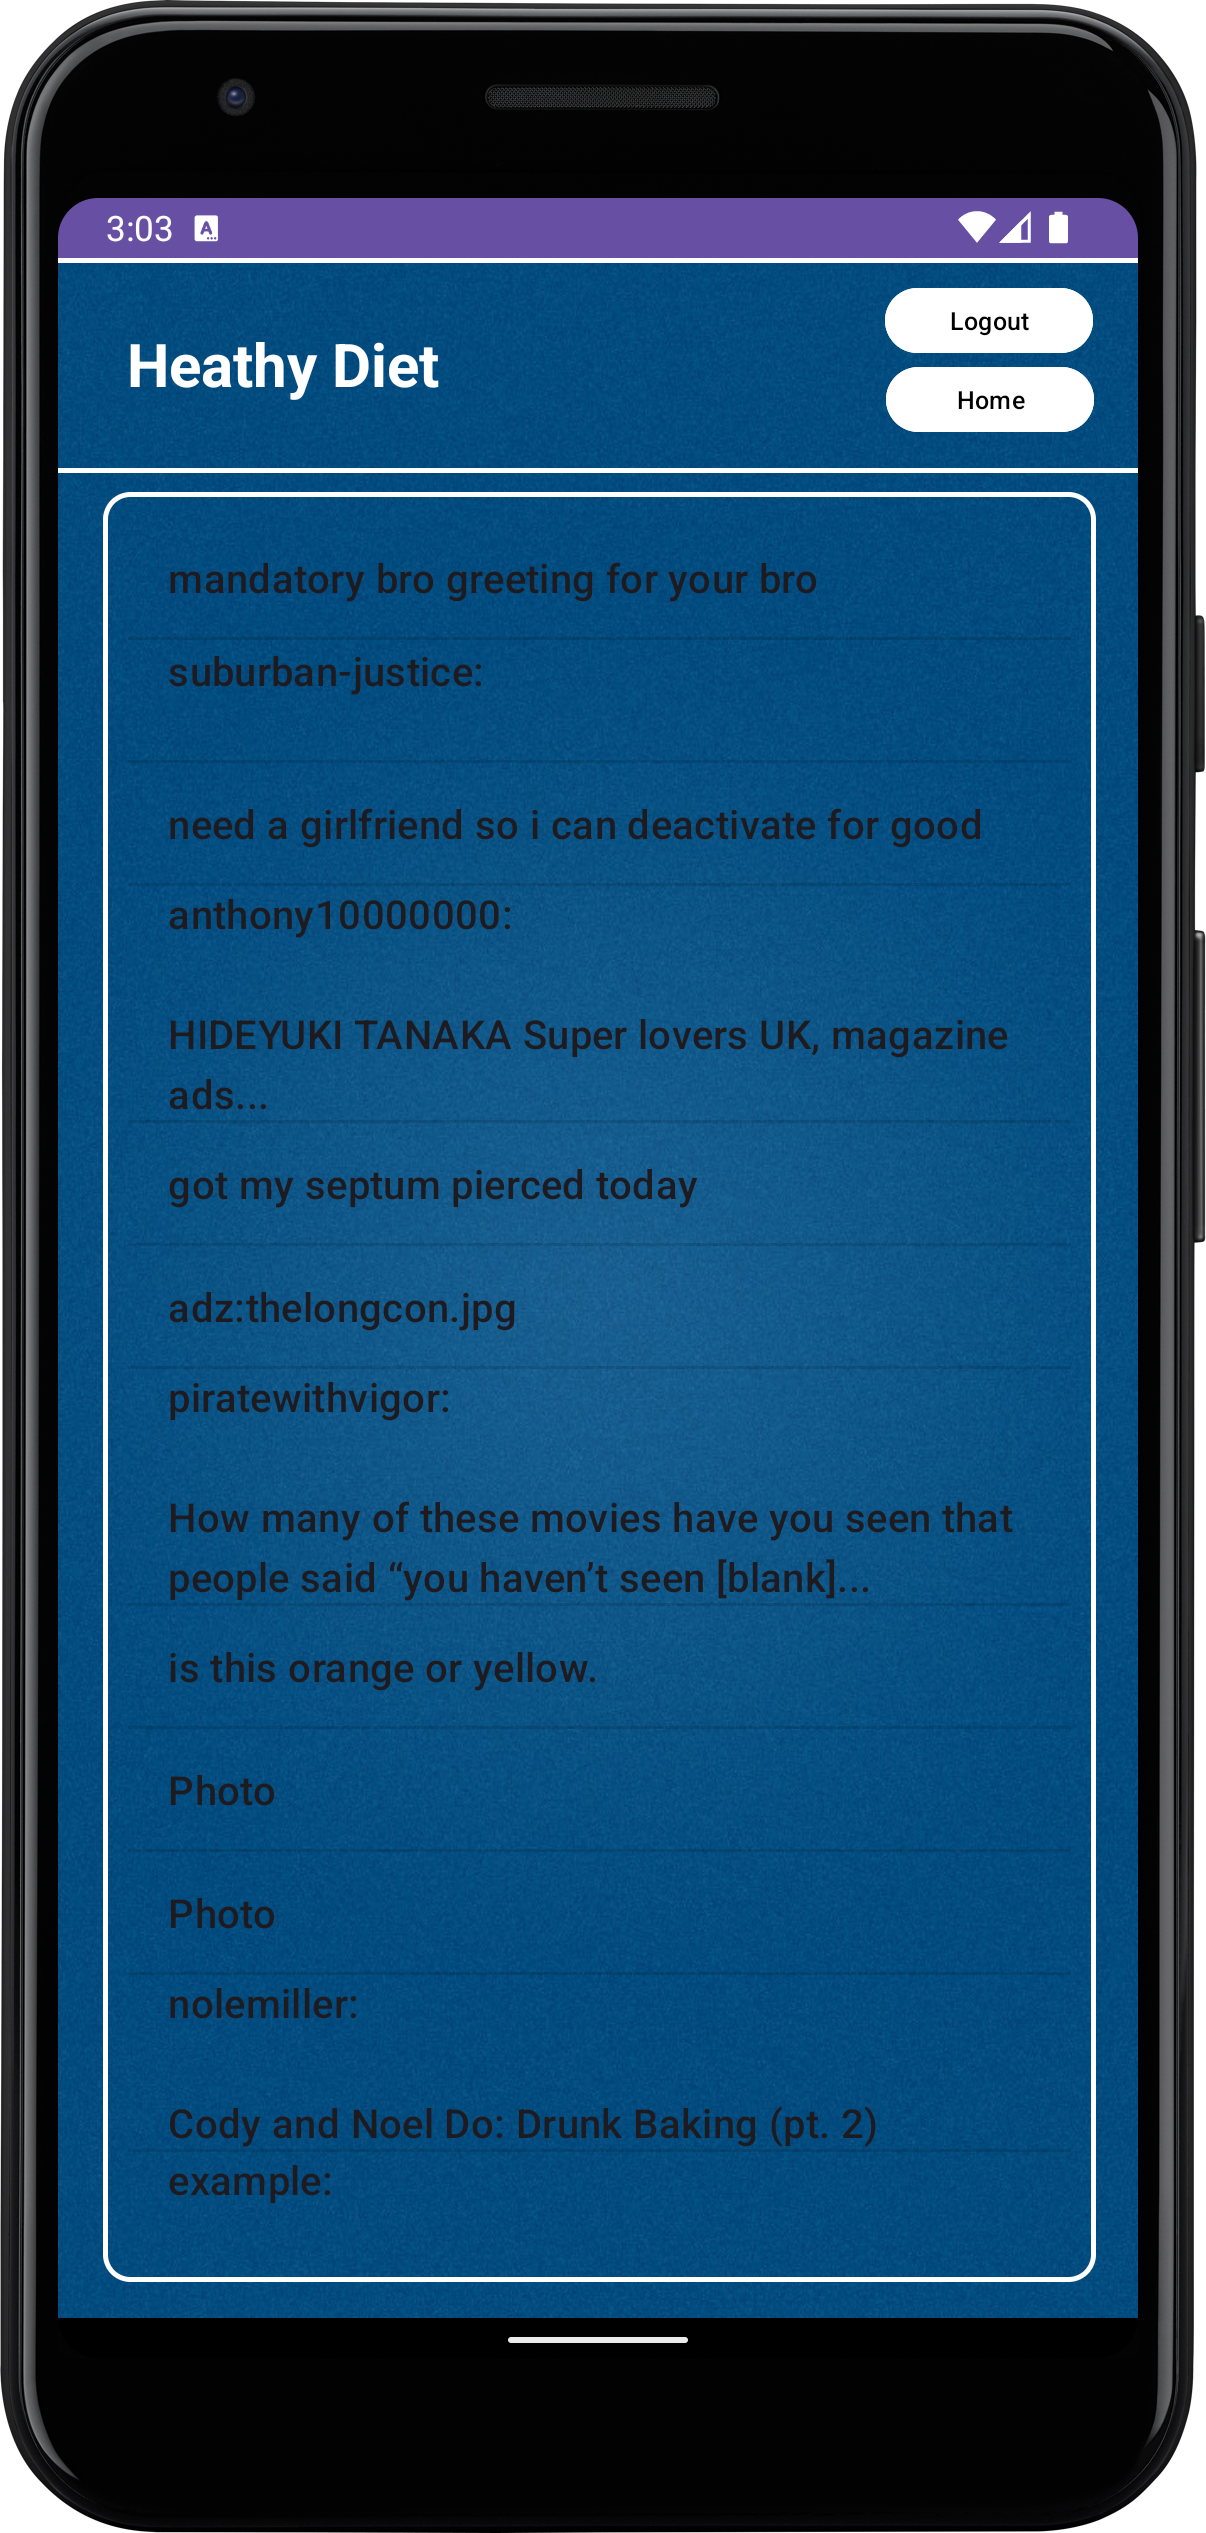 3:03
Logout
Heathy Diet
Home
mandatory bro greeting for your bro
suburban-justice:
need a girlfriend so i can deactivate for good
anthony10000000:
HIDEYUKI TANAKA Super lovers UK, magazine
ads...
got my septum pierced today
adz:thelongcon.jpg
piratewithvigor:
How many of these movies have you seen that
people said “you haven’t seen [blank]...
is this orange or yellow.
Photo
Photo
nolemiller:
Cody and Noel Do: Drunk Baking (pt. 2)
example: